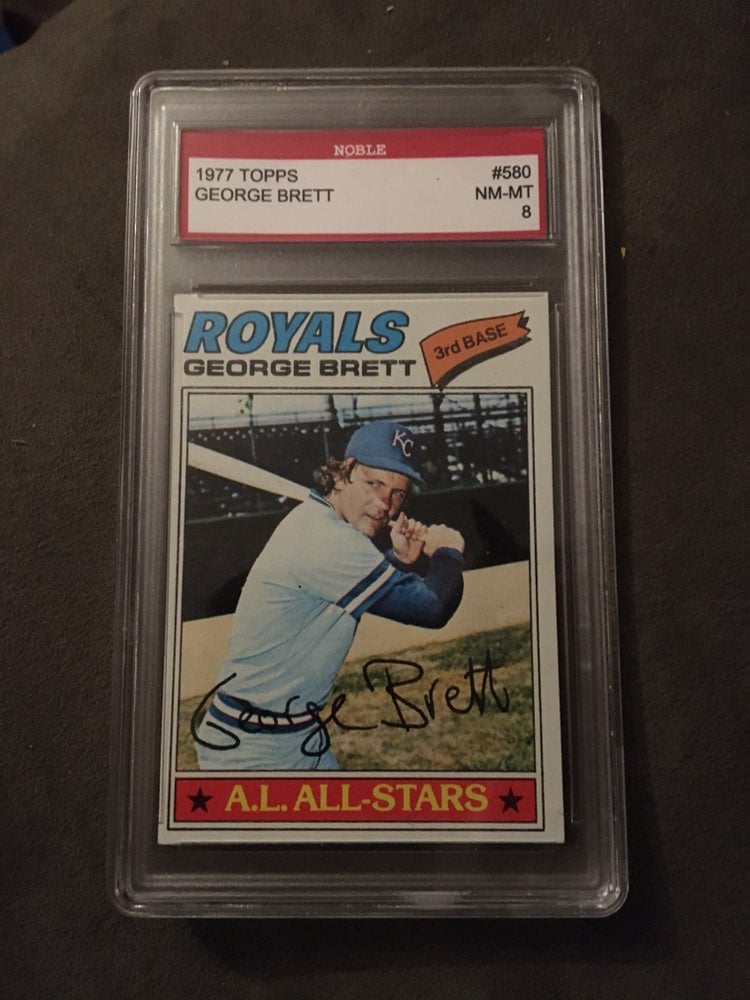 NOBLE
1977 TOPPS #580
GEORGE BRETT NM-MT
8
ROYALS
GEORGE BRETT
3rd BASE
KC
George Brett
★ A.L. ALL-STARS ★